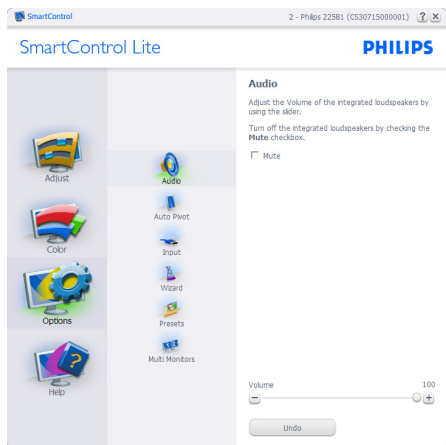 SmartControl
2 - Philips 225B1 (CS30715000001)
SmartControl Lite
PHILIPS
Adjust
Color
Options
Help
Audio
Auto Pivot
Input
Wizard
Presets
Multi Monitors
Audio
Adjust the Volume of the integrated loudspeakers by
using the slider.
Turn off the integrated loudspeakers by checking the
Mute checkbox.
Mute
Volume 100
Undo